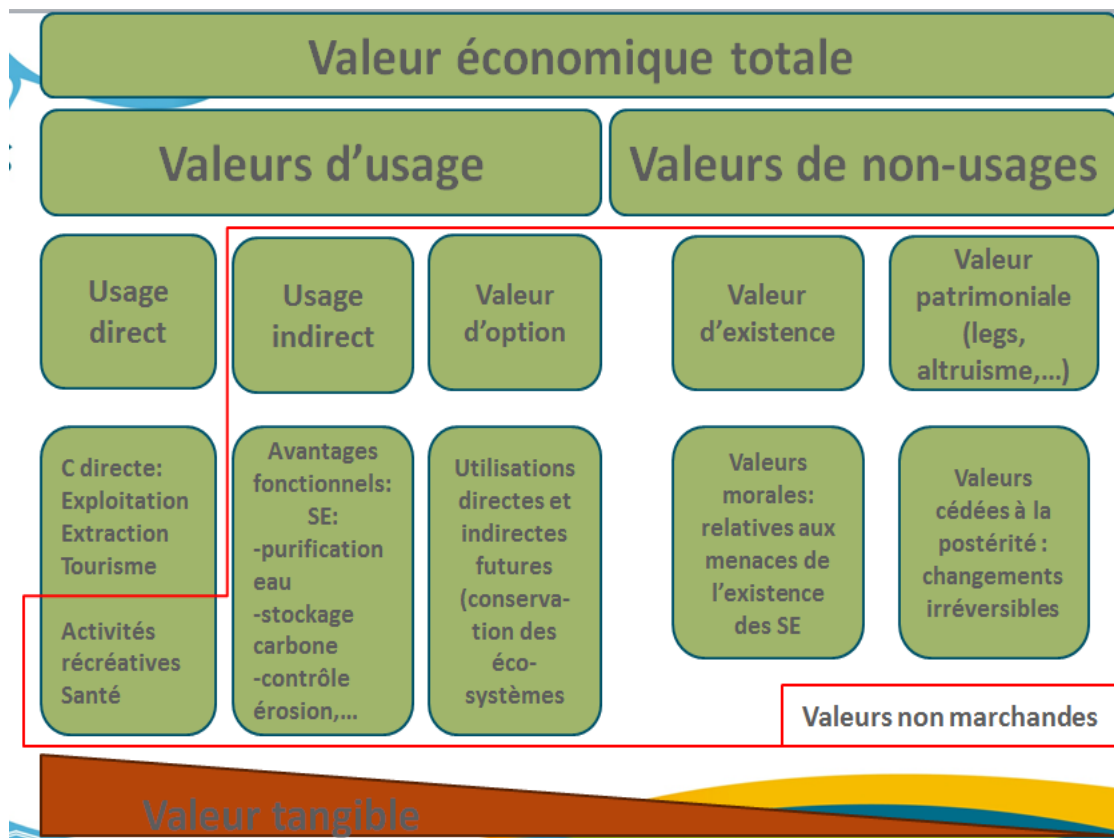 Valeur économique totale
Valeurs d'usage
Valeurs de non-usages
Usage
direct
Usage
indirect
Valeur
d'option
Valeur
d'existence
Valeur
patrimoniale
(legs,
altruisme,...)
C directe:
Exploitation
Extraction
Tourisme
Activités
récréatives
Santé
Avantages
fonctionnels:
SE:
-purification
eau
-stockage
carbone
-contrôle
érosion,...
Utilisations
directes et
indirectes
futures
(conserva-
tion des
éco-
systèmes
Valeurs
morales:
relatives aux
menaces de
l'existence
des SE
Valeurs
cédées à la
postérité :
changements
irréversibles
Valeurs non marchandes
Valeur tangible